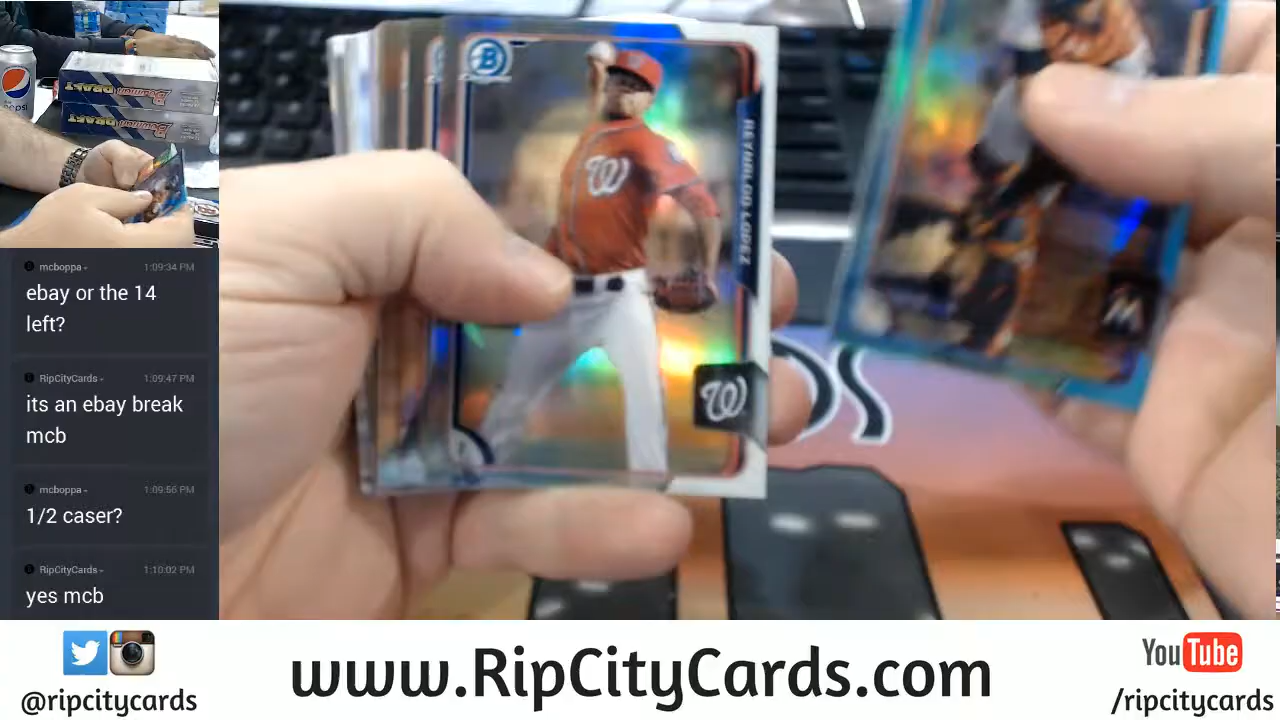 pepsi
Bowman DRAFT
Bowman DRAFT
mcboppa
1:09:34 PM
ebay or the 14
left?
RipCityCards
1:09:47 PM
its an ebay break
mcb
mcboppa
1:09:56 PM
1/2 caser?
RipCityCards
1:10:02 PM
yes mcb
B
W
REYNALDO LOPEZ
W
www.RipCityCards.com
@ripcitycards
You Tube
/ripcitycards